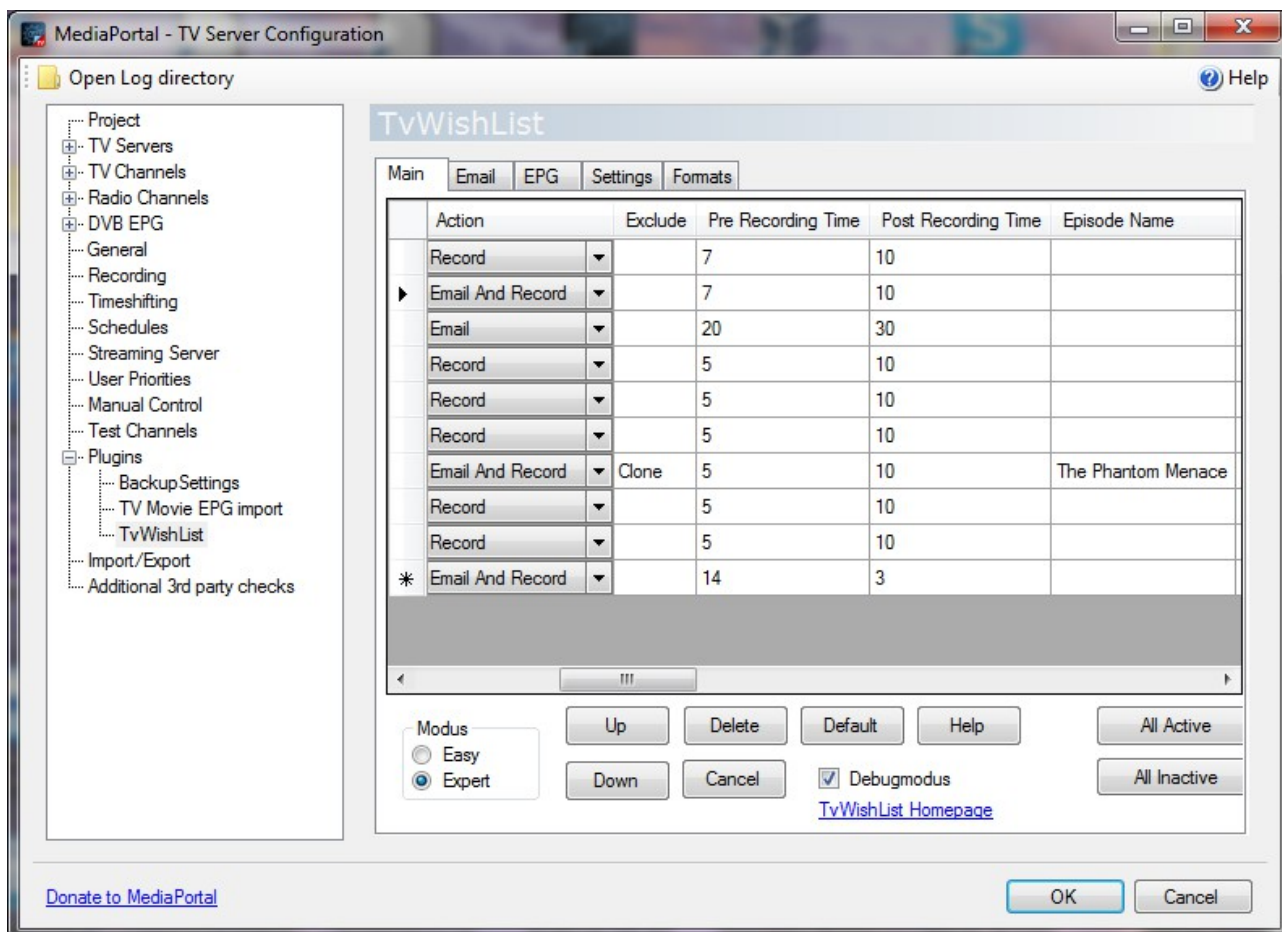 MediaPortal - TV Server Configuration
Open Log directory
Help
Project
TV Servers
TV Channels
Radio Channels
DVB EPG
General
Recording
Timeshifting
Schedules
Streaming Server
User Priorities
Manual Control
Test Channels
Plugins
BackupSettings
TV Movie EPG import
TvWishList
Import/Export
Additional 3rd party checks
TvWishList
Main Email EPG Settings Formats
Action Exclude Pre Recording Time Post Recording Time Episode Name
Record 7 10
Email And Record 7 10
Email 20 30
Record 5 10
Record 5 10
Record 5 10
Email And Record Clone 5 10 The Phantom Menace
Record 5 10
Record 5 10
Email And Record 14 3
Modus
Easy
Expert
Up Delete Default Help All Active
Down Cancel Debugmodus All Inactive
TvWishList Homepage
Donate to MediaPortal
OK Cancel